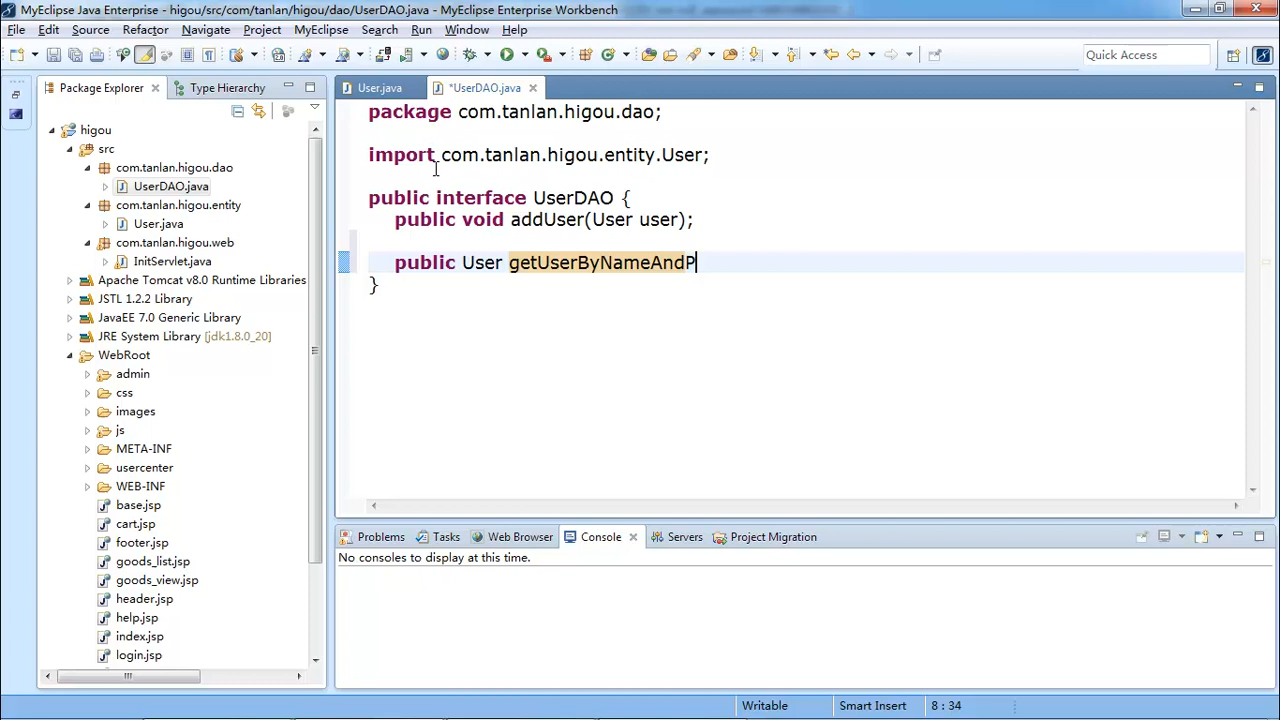 MyEclipse Java Enterprise - higou/src/com/tanlan/higou/dao/UserDAO.java - MyEclipse Enterprise Workbench
File Edit Source Refactor Navigate Project MyEclipse Search Run Window Help
Quick Access
Package Explorer Type Hierarchy
higou
src
com.tanlan.higou.dao
UserDAO.java
com.tanlan.higou.entity
User.java
com.tanlan.higou.web
InitServlet.java
Apache Tomcat v8.0 Runtime Libraries
JSTL 1.2.2 Library
JavaEE 7.0 Generic Library
JRE System Library [jdk1.8.0_20]
WebRoot
admin
css
images
js
META-INF
usercenter
WEB-INF
base.jsp
cart.jsp
footer.jsp
goods_list.jsp
goods_view.jsp
header.jsp
help.jsp
index.jsp
login.jsp
User.java *UserDAO.java
package com.tanlan.higou.dao;
import com.tanlan.higou.entity.User;
public interface UserDAO {
public void addUser(User user);
public User getUserByNameAndP
}
Problems Tasks Web Browser Console Servers Project Migration
No consoles to display at this time.
Writable Smart Insert 8 : 34